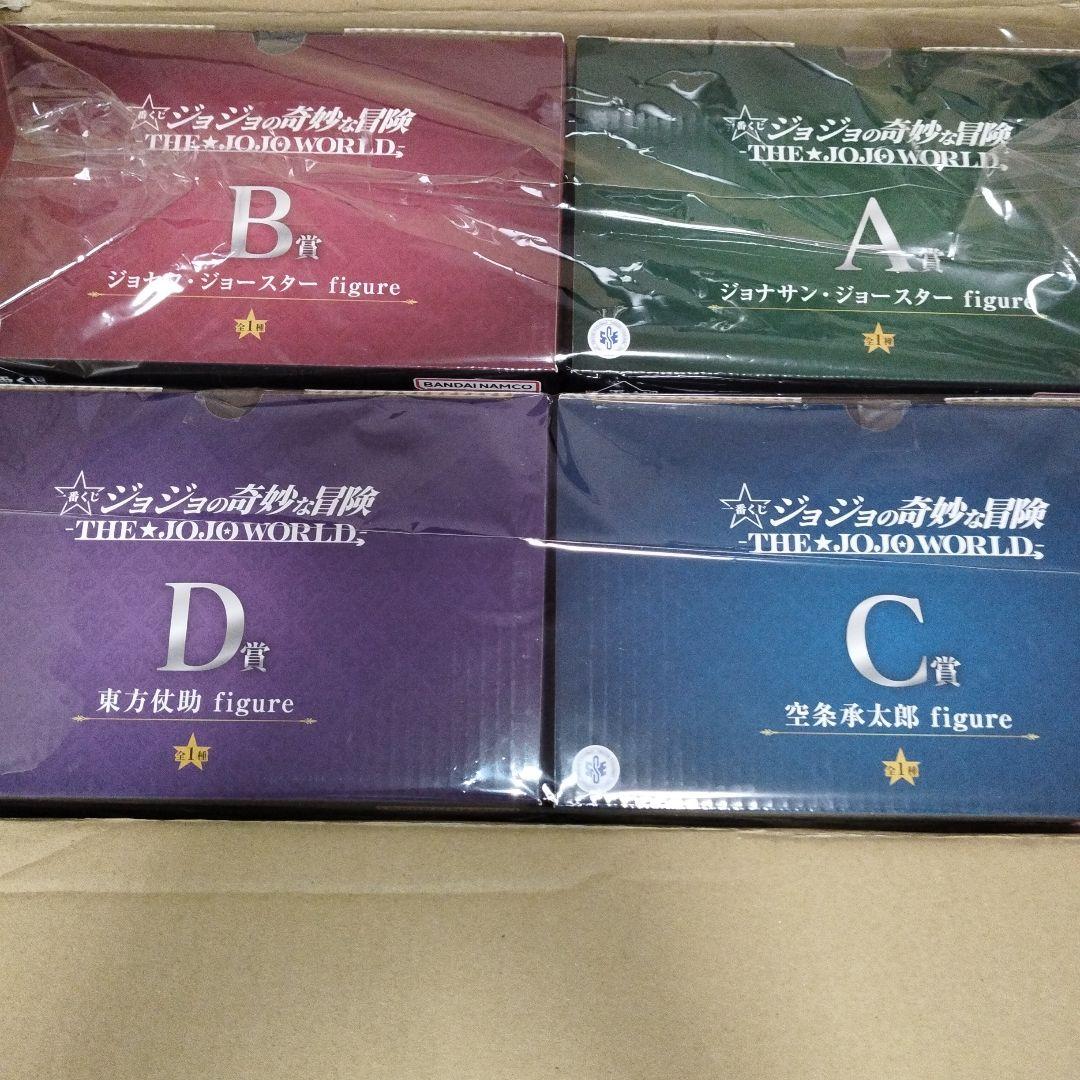 一番くじ ジョジョの奇妙な冒険
THE★JOJO WORLD
B賞
ジョセフ・ジョースター figure
全1種
一番くじ ジョジョの奇妙な冒険
-THE★JOJO WORLD-
A賞
ジョナサン・ジョースター figure
全1種
番くじ
BANDAI NAMCO
一番くじ ジョジョの奇妙な冒険
-THE★JOJO WORLD-
D賞
東方仗助 figure
全1種
一番くじ ジョジョの奇妙な冒険
-THE★JOJO WORLD-
C賞
空条承太郎 figure
全1種